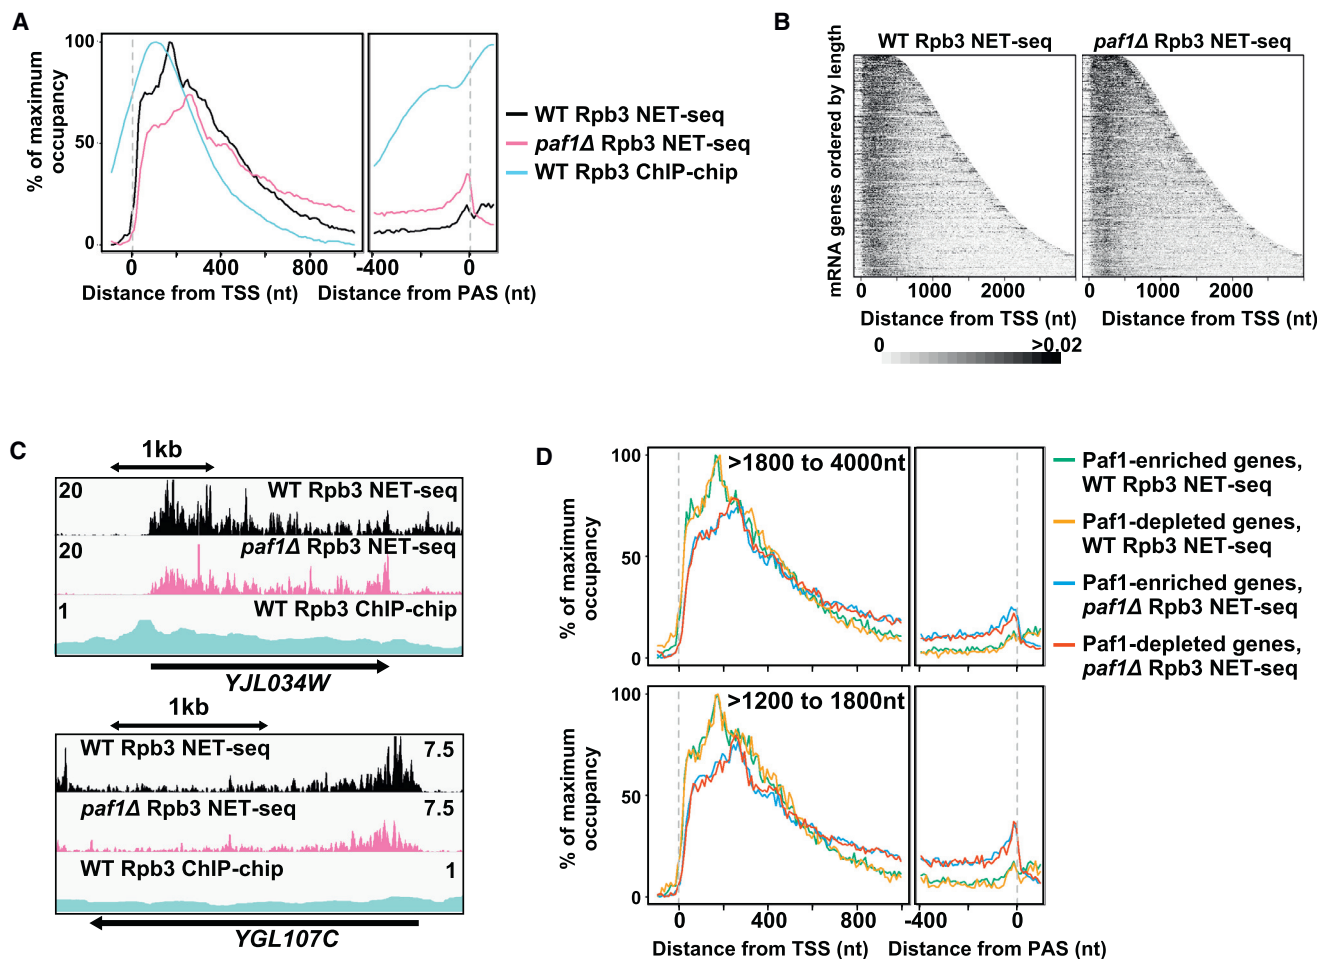 A
% of maximum
occupancy
100
50
0
0
400
800
-400
0
Distance from TSS (nt)
Distance from PAS (nt)
WT Rpb3 NET-seq
paf1Δ Rpb3 NET-seq
WT Rpb3 ChIP-chip
B
WT Rpb3 NET-seq
paf1Δ Rpb3 NET-seq
mRNA genes ordered by length
0
1000
2000
0
1000
2000
Distance from TSS (nt)
Distance from TSS (nt)
0
>0.02
C
1kb
20
WT Rpb3 NET-seq
20
paf1Δ Rpb3 NET-seq
1
WT Rpb3 ChIP-chip
YJL034W
1kb
WT Rpb3 NET-seq
7.5
paf1Δ Rpb3 NET-seq
7.5
WT Rpb3 ChIP-chip
1
YGL107C
D
% of maximum
occupancy
100
50
0
>1800 to 4000nt
% of maximum
occupancy
100
50
0
>1200 to 1800nt
0
400
800
-400
0
Distance from TSS (nt)
Distance from PAS (nt)
Paf1-enriched genes,
WT Rpb3 NET-seq
Paf1-depleted genes,
WT Rpb3 NET-seq
Paf1-enriched genes,
paf1Δ Rpb3 NET-seq
Paf1-depleted genes,
paf1Δ Rpb3 NET-seq